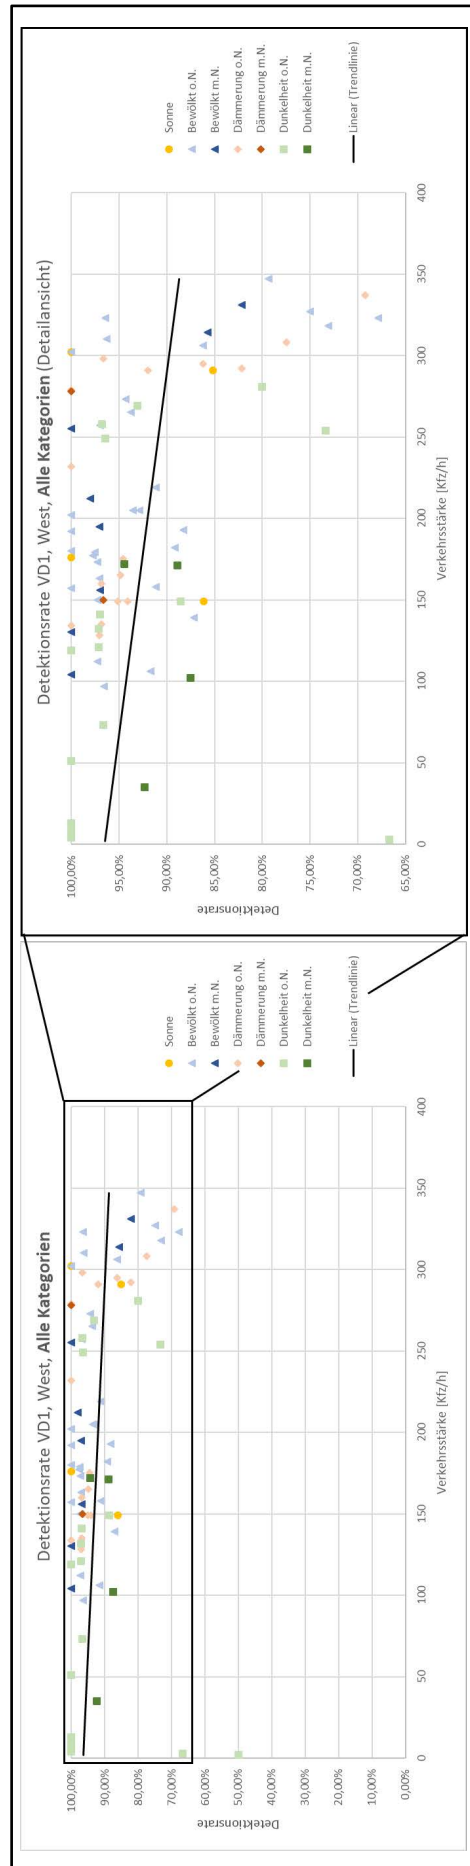 Detektionsrate VD1, West, Alle Kategorien
100,00%
90,00%
80,00%
70,00%
60,00%
50,00%
40,00%
30,00%
20,00%
10,00%
0,00%
Detektionsrate
0 50 100 150 200 250 300 350 400
Verkehrsstärke [Kfz/h]
Sonne
Bewölkt o.N.
Bewölkt m.N.
Dämmerung o.N.
Dämmerung m.N.
Dunkelheit o.N.
Dunkelheit m.N.
Linear (Trendlinie)
Detektionsrate VD1, West, Alle Kategorien (Detailansicht)
100,00%
95,00%
90,00%
85,00%
80,00%
75,00%
70,00%
65,00%
Detektionsrate
0 50 100 150 200 250 300 350 400
Verkehrsstärke [Kfz/h]
Sonne
Bewölkt o.N.
Bewölkt m.N.
Dämmerung o.N.
Dämmerung m.N.
Dunkelheit o.N.
Dunkelheit m.N.
Linear (Trendlinie)